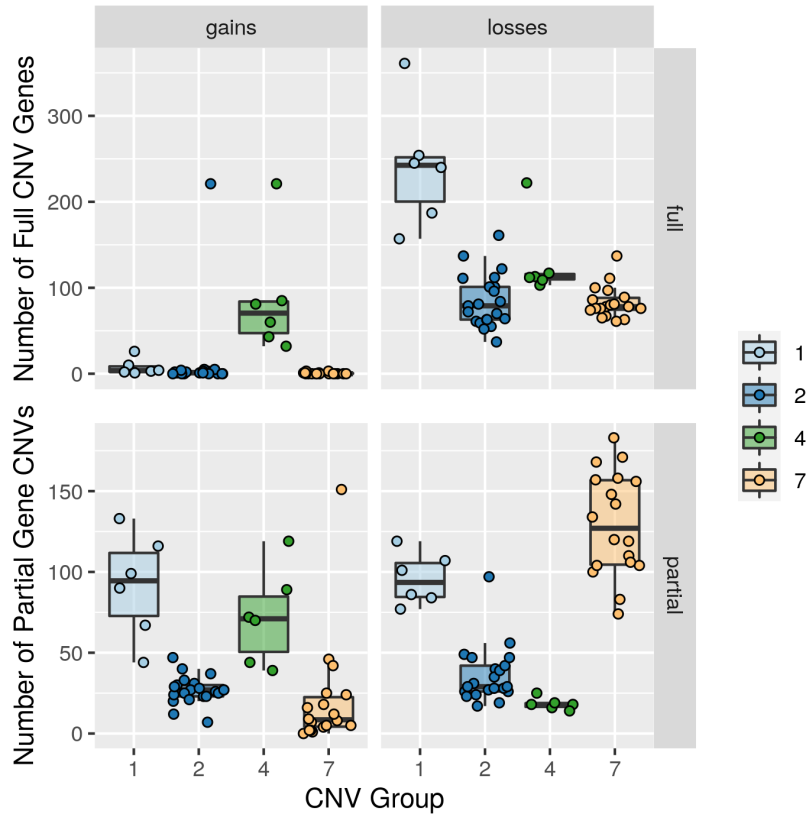 gains
losses
Number of Full CNV Genes
300
200
100
0
full
Number of Partial Gene CNVs
150
100
50
0
partial
1
2
4
7
1
2
4
7
CNV Group
1
2
4
7